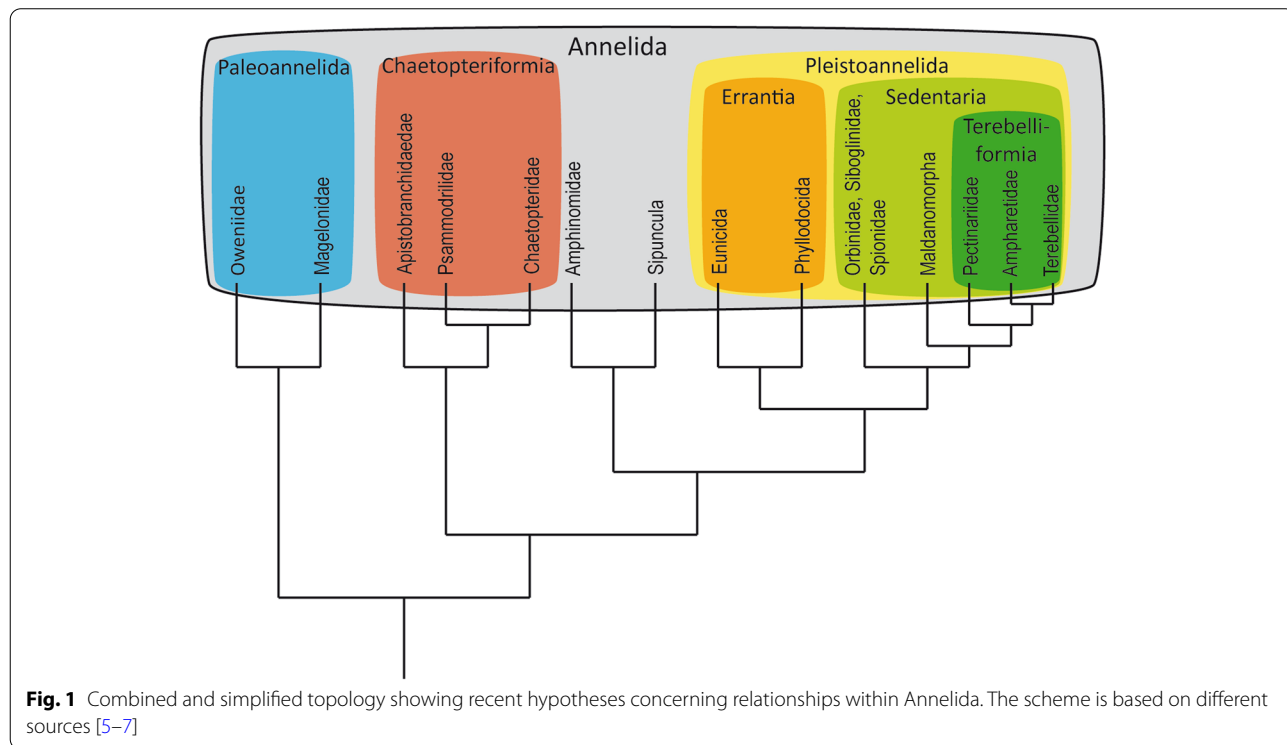 Annelida
Paleoannelida
Chaetopteriformia
Pleistoannelida
Errantia
Sedentaria
Terebelli-
formia
Oweniidae
Magelonidae
Apistobranchidaedae
Psammodrilidae
Chaetopteridae
Amphinomidae
Sipuncula
Eunicida
Phyllodocida
Orbinidae, Siboglinidae,
Spionidae
Maldanomorpha
Pectinariidae
Ampharetidae
Terebellidae
Fig. 1 Combined and simplified topology showing recent hypotheses concerning relationships within Annelida. The scheme is based on different
sources [5–7]